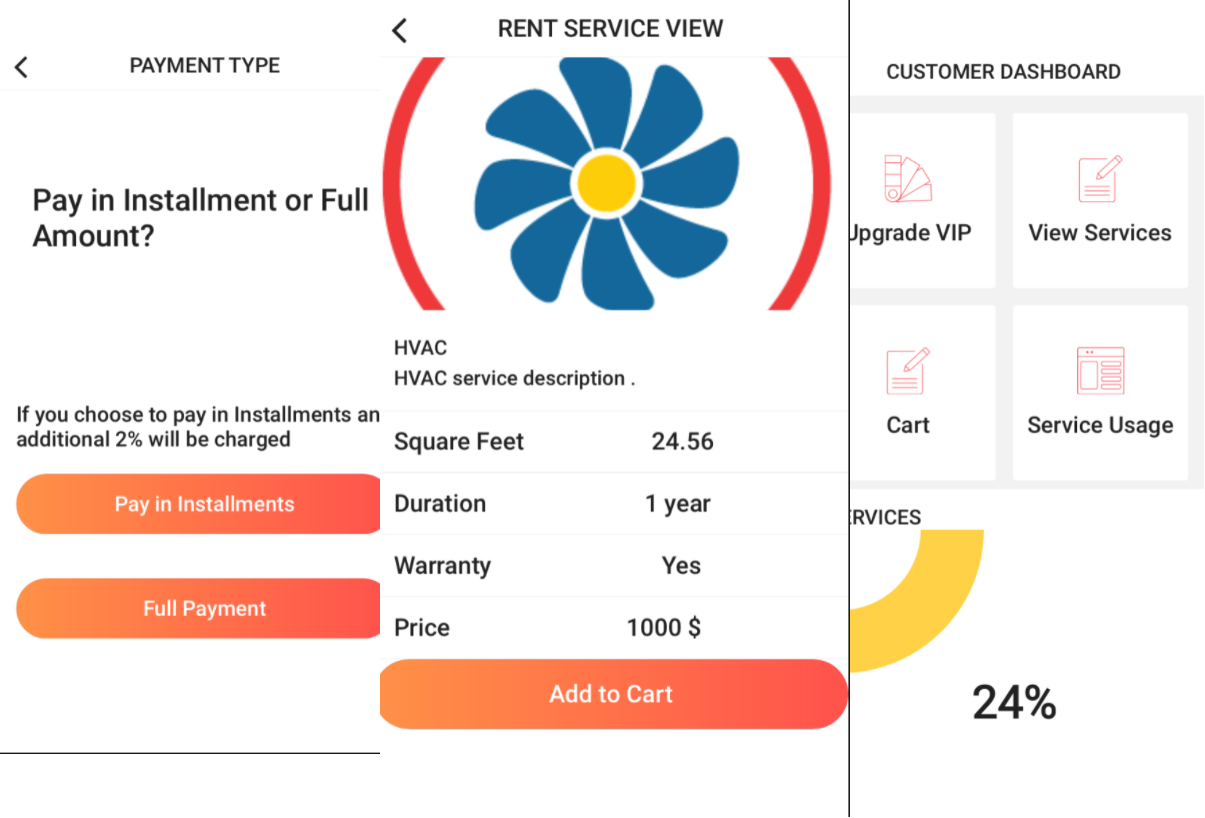 PAYMENT TYPE
Pay in Installment or Full
Amount?
If you choose to pay in Installments an
additional 2% will be charged
Pay in Installments
Full Payment
RENT SERVICE VIEW
HVAC
HVAC service description .
Square Feet 24.56
Duration 1 year
Warranty Yes
Price 1000 $
Add to Cart
CUSTOMER DASHBOARD
Upgrade VIP View Services
Cart Service Usage
ERVICES
24%